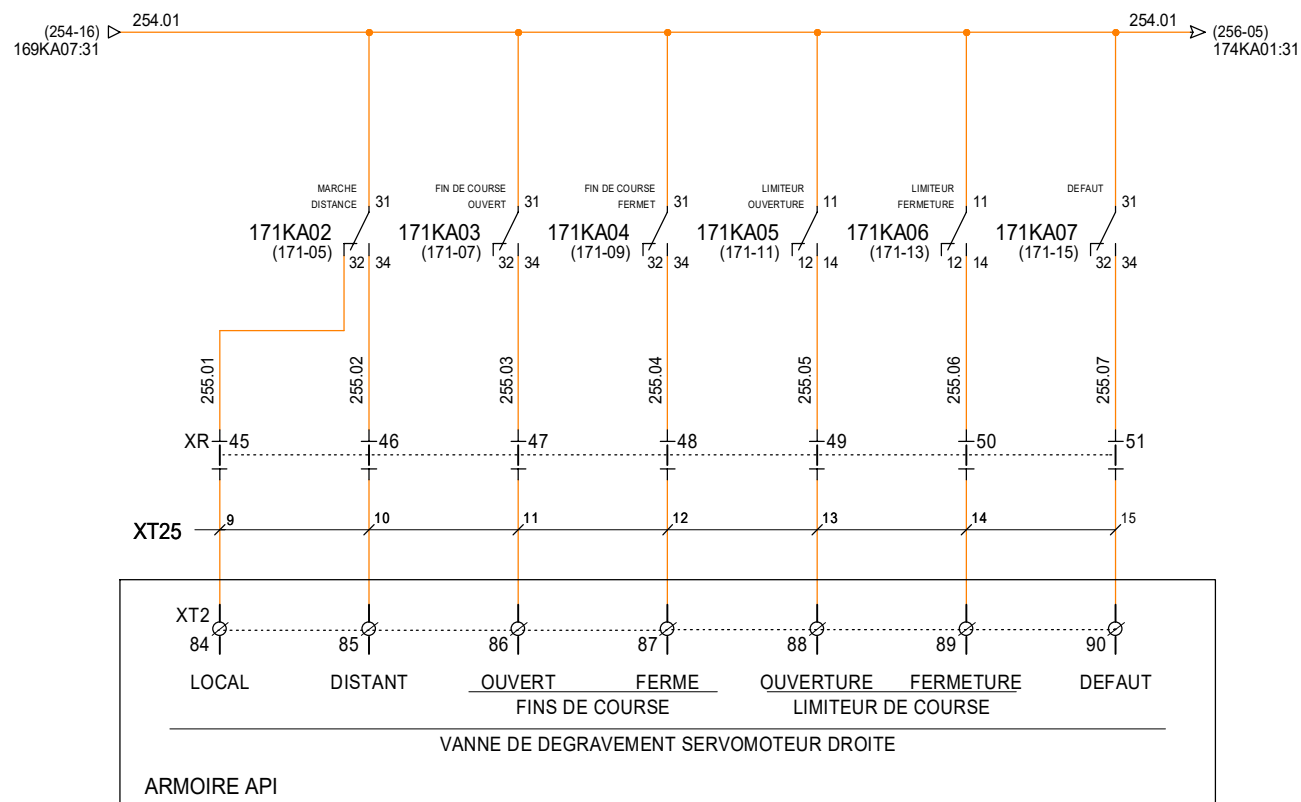 254.01
254.01
(254-16)
169KA07:31
(256-05)
174KA01:31
MARCHE
DISTANCE
31
171KA02
(171-05)
32 34
FIN DE COURSE
OUVERT
31
171KA03
(171-07)
32 34
FIN DE COURSE
FERMET
31
171KA04
(171-09)
32 34
LIMITEUR
OUVERTURE
11
171KA05
(171-11)
12 14
LIMITEUR
FERMETURE
11
171KA06
(171-13)
12 14
DEFAUT
31
171KA07
(171-15)
32 34
255.01
255.02
255.03
255.04
255.05
255.06
255.07
XR 45 46 47 48 49 50 51
XT25 9 10 11 12 13 14 15
XT2
84 85 86 87 88 89 90
LOCAL DISTANT OUVERT FERME OUVERTURE FERMETURE DEFAUT
FINS DE COURSE LIMITEUR DE COURSE
VANNE DE DEGRAVEMENT SERVOMOTEUR DROITE
ARMOIRE API